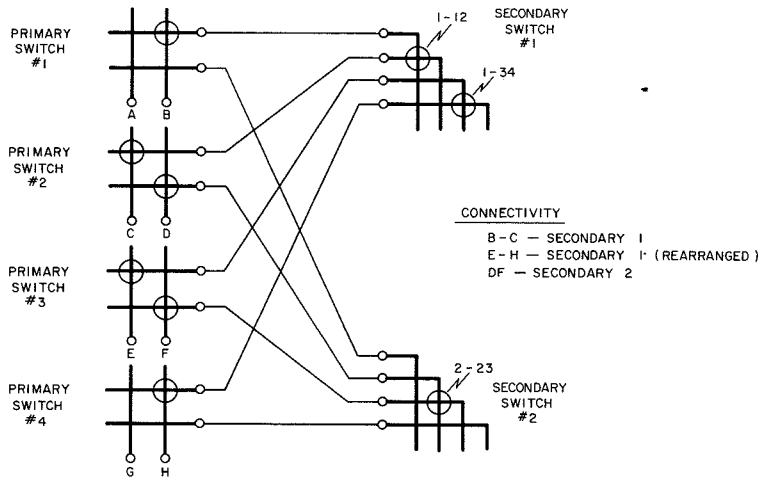 PRIMARY
SWITCH
#1
A
B
PRIMARY
SWITCH
#2
C
D
PRIMARY
SWITCH
#3
E
F
PRIMARY
SWITCH
#4
G
H
1-12
SECONDARY
SWITCH
#1
1-34
CONNECTIVITY
B-C — SECONDARY 1
E-H — SECONDARY 1 (REARRANGED)
DF — SECONDARY 2
2-23
SECONDARY
SWITCH
#2